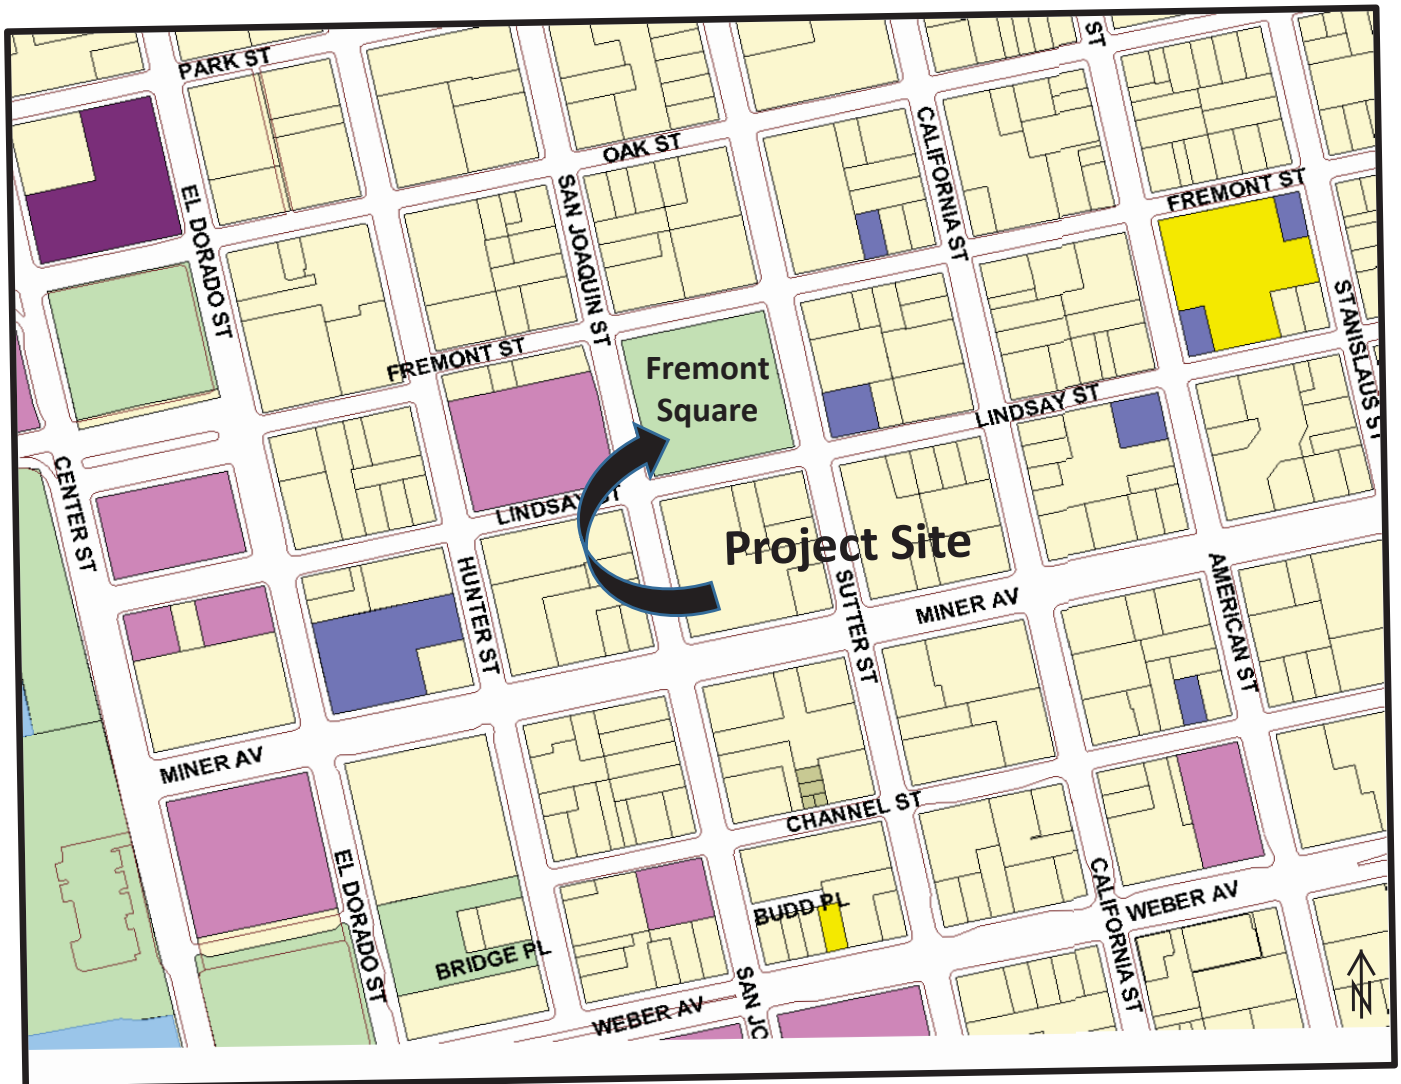 ST
PARK ST
OAK ST
CALIFORNIA ST
FREMONT ST
SAN JOAQUIN ST
EL DORADO ST
STANISLAUS ST
FREMONT ST
Fremont
Square
LINDSAY ST
CENTER ST
LINDSAY ST
Project Site
HUNTER ST
SUTTER ST
MINER AV
AMERICAN ST
MINER AV
CHANNEL ST
EL DORADO ST
CALIFORNIA ST
WEBER AV
BUDD PL
BRIDGE PL
SAN JO
WEBER AV
N